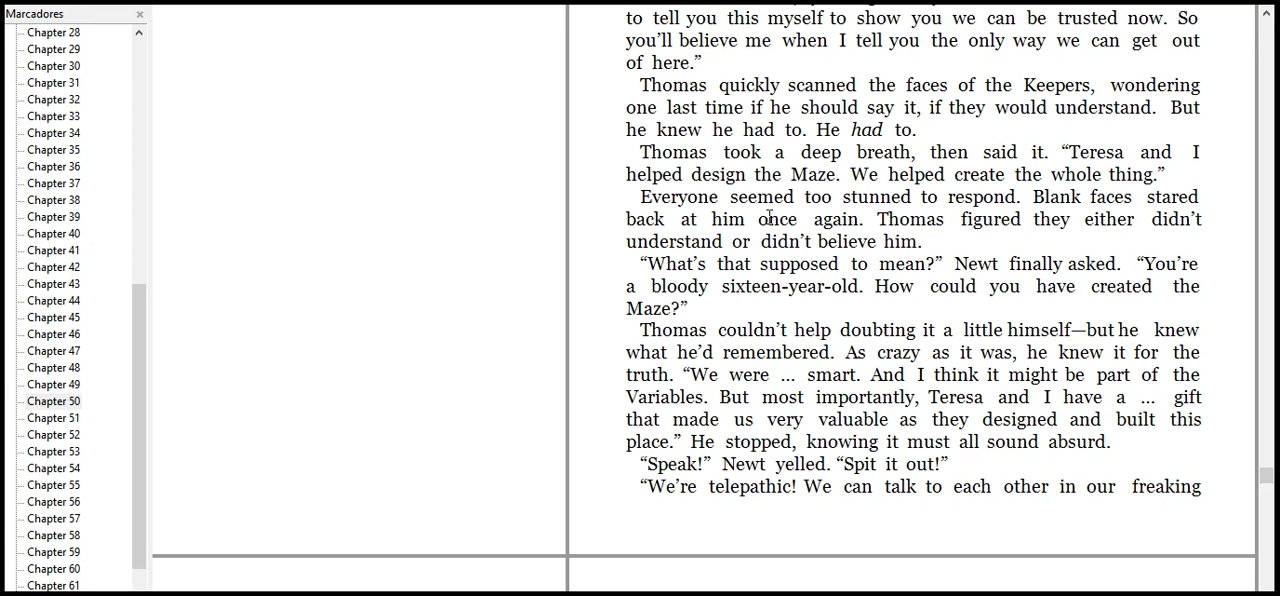 Marcadores
Chapter 28
Chapter 29
Chapter 30
Chapter 31
Chapter 32
Chapter 33
Chapter 34
Chapter 35
Chapter 36
Chapter 37
Chapter 38
Chapter 39
Chapter 40
Chapter 41
Chapter 42
Chapter 43
Chapter 44
Chapter 45
Chapter 46
Chapter 47
Chapter 48
Chapter 49
Chapter 50
Chapter 51
Chapter 52
Chapter 53
Chapter 54
Chapter 55
Chapter 56
Chapter 57
Chapter 58
Chapter 59
Chapter 60
Chapter 61
to tell you this myself to show you we can be trusted now. So
you’ll believe me when I tell you the only way we can get out
of here.”
Thomas quickly scanned the faces of the Keepers, wondering
one last time if he should say it, if they would understand. But
he knew he had to. He had to.
Thomas took a deep breath, then said it. “Teresa and I
helped design the Maze. We helped create the whole thing.”
Everyone seemed too stunned to respond. Blank faces stared
back at him once again. Thomas figured they either didn’t
understand or didn’t believe him.
“What’s that supposed to mean?” Newt finally asked. “You’re
a bloody sixteen-year-old. How could you have created the
Maze?”
Thomas couldn’t help doubting it a little himself—but he knew
what he’d remembered. As crazy as it was, he knew it for the
truth. “We were ... smart. And I think it might be part of the
Variables. But most importantly, Teresa and I have a ... gift
that made us very valuable as they designed and built this
place.” He stopped, knowing it must all sound absurd.
“Speak!” Newt yelled. “Spit it out!”
“We’re telepathic! We can talk to each other in our freaking